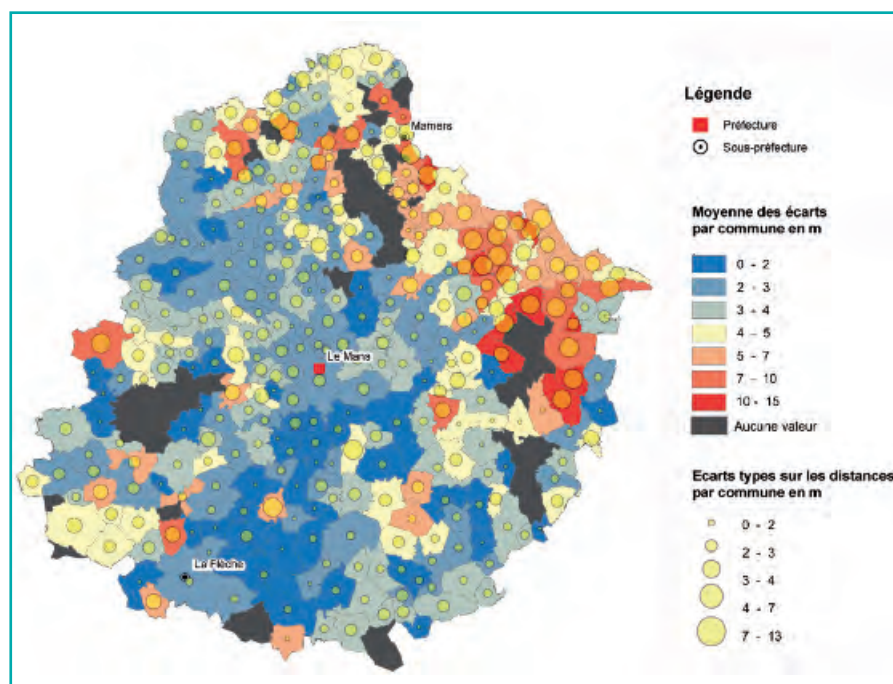 Mamers
Le Mans
La Flèche
Légende
Préfecture
Sous-préfecture
Moyenne des écarts
par commune en m
0 - 2
2 - 3
3 - 4
4 - 5
5 - 7
7 - 10
10 - 15
Aucune valeur
Ecarts types sur les distances
par commune en m
0 - 2
2 - 3
3 - 4
4 - 7
7 - 13